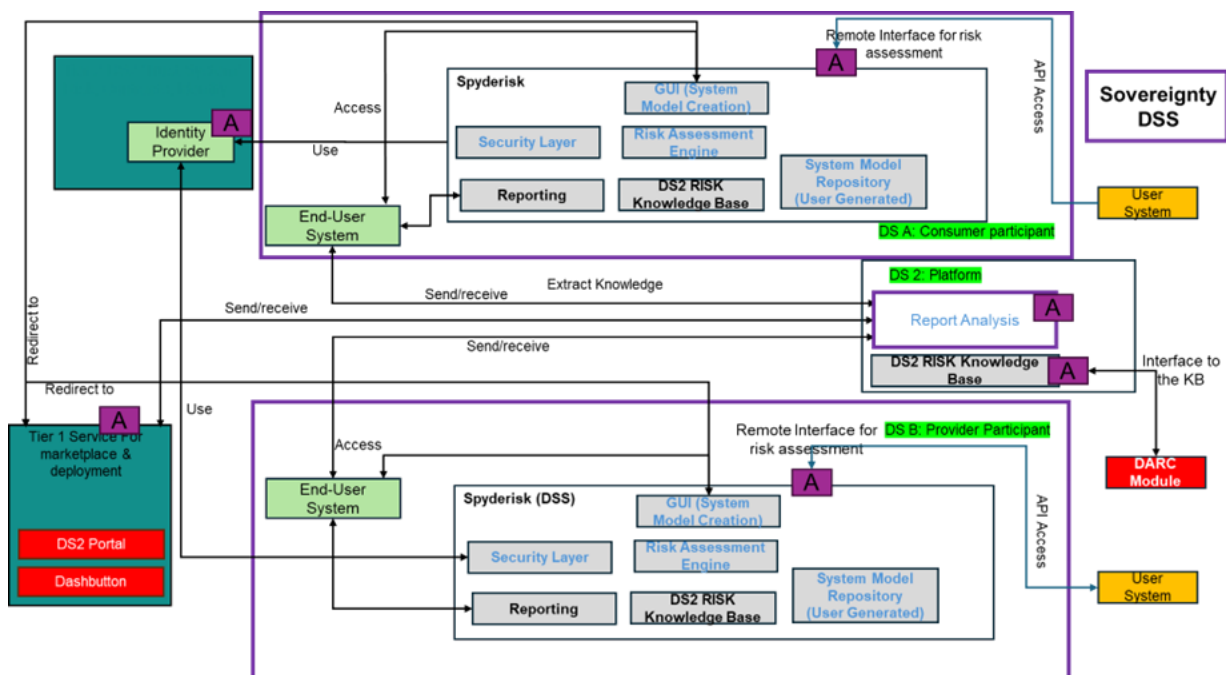 Remote Interface for risk
assessment
A
API Access
Sovereignty
DSS
Spyderisk
GUI (System
Model Creation)
Access
A
Identity
Provider
Use
Security Layer
Risk Assessment
Engine
System Model
Repository
(User Generated)
Reporting
DS2 RISK
Knowledge Base
User
System
End-User
System
DS A: Consumer participant
DS 2: Platform
Extract Knowledge
Send/receive
Send/receive
A
Report Analysis
Redirect to
Send/receive
DS2 RISK Knowledge
Base
A
Interface to
the KB
Redirect to
A
Use
Tier 1 Service For
marketplace &
deployment
Access
Remote Interface for
risk assessment
DS B: Provider Participant
A
DARC
Module
End-User
System
Spyderisk (DSS)
GUI (System
Model Creation)
API Access
DS2 Portal
Security Layer
Risk Assessment
Engine
Dashbutton
System Model
Repository
(User Generated)
Reporting
DS2 RISK
Knowledge Base
User
System